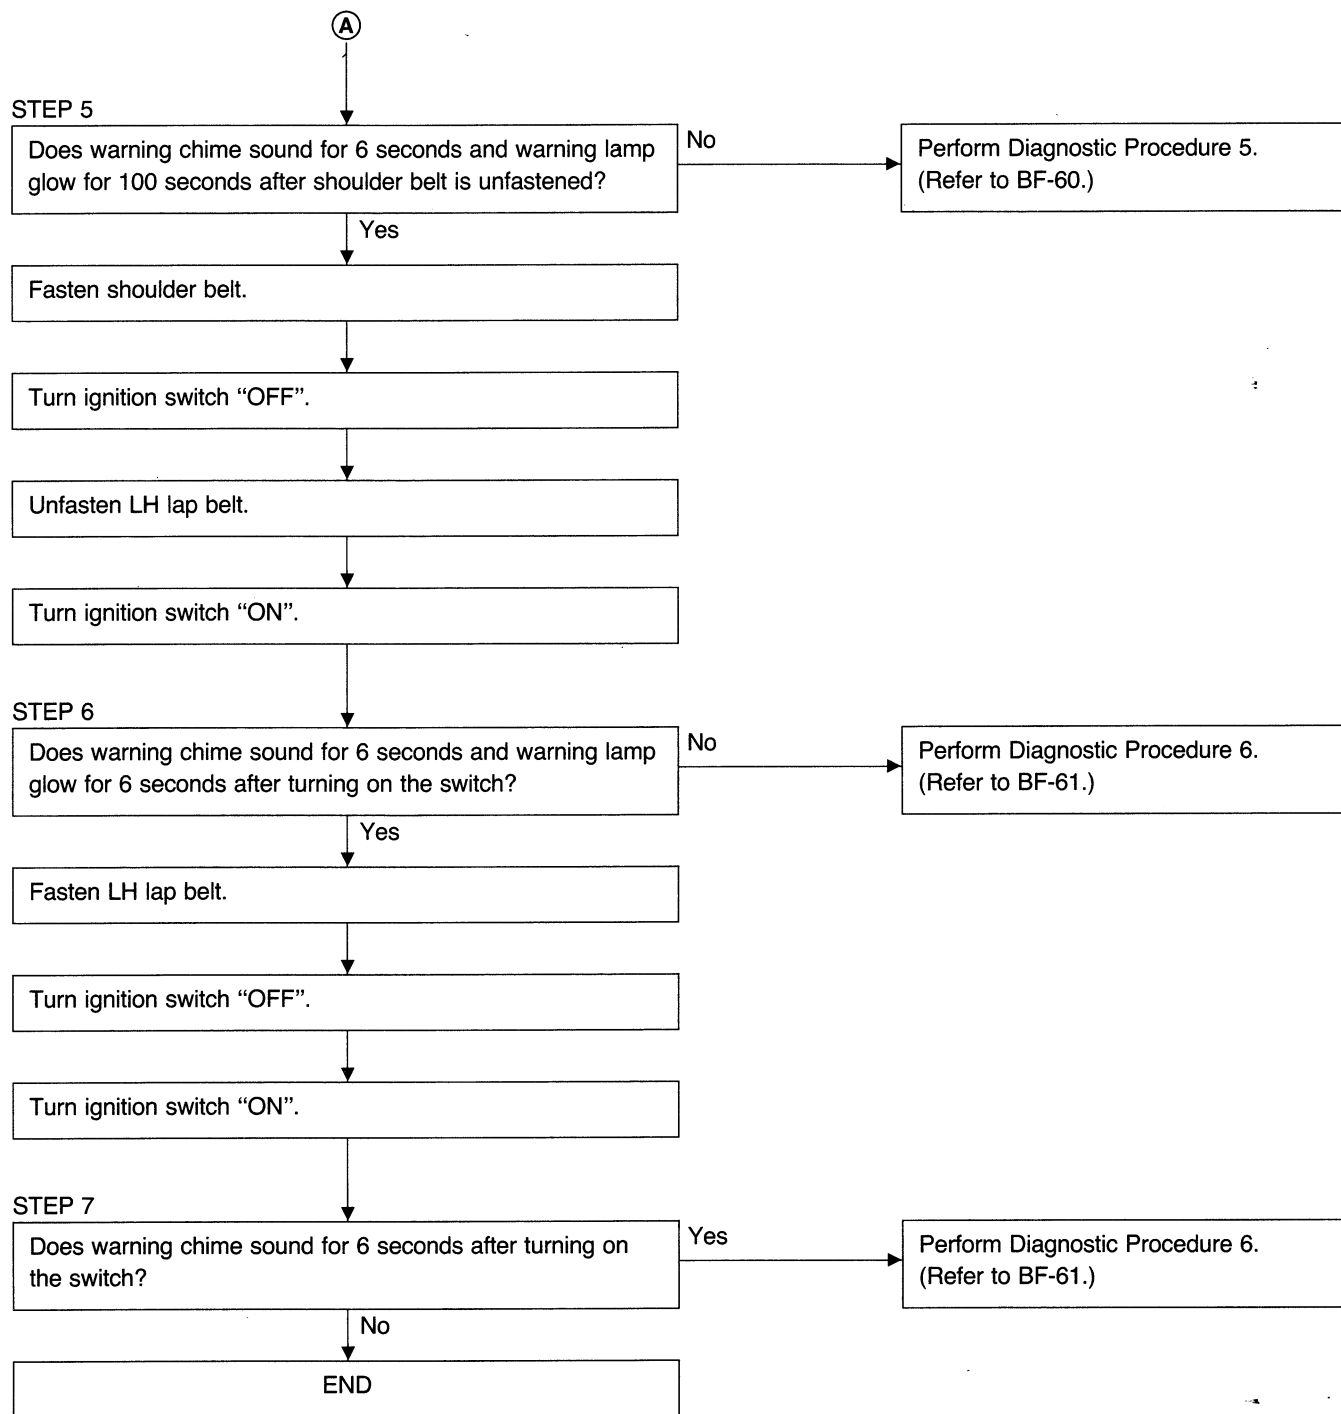 A
STEP 5
Does warning chime sound for 6 seconds and warning lamp
glow for 100 seconds after shoulder belt is unfastened?
No
Perform Diagnostic Procedure 5.
(Refer to BF-60.)
Yes
Fasten shoulder belt.
Turn ignition switch “OFF”.
Unfasten LH lap belt.
Turn ignition switch “ON”.
STEP 6
Does warning chime sound for 6 seconds and warning lamp
glow for 6 seconds after turning on the switch?
No
Perform Diagnostic Procedure 6.
(Refer to BF-61.)
Yes
Fasten LH lap belt.
Turn ignition switch “OFF”.
Turn ignition switch “ON”.
STEP 7
Does warning chime sound for 6 seconds after turning on
the switch?
Yes
Perform Diagnostic Procedure 6.
(Refer to BF-61.)
No
END